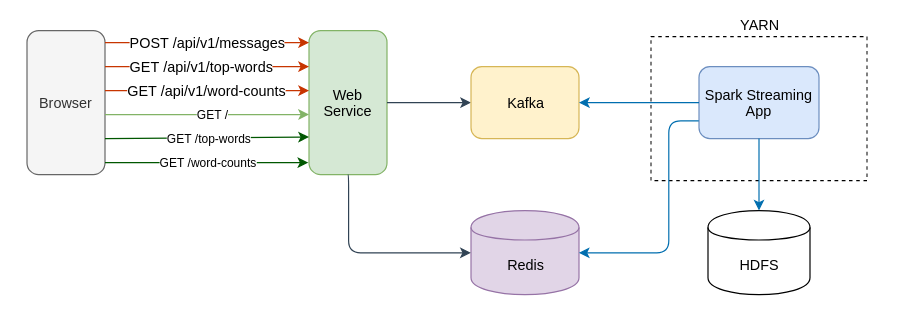 YARN
Browser
POST /api/v1/messages
GET /api/v1/top-words
GET /api/v1/word-counts
GET /
GET /top-words
GET /word-counts
Web
Service
Kafka
Spark Streaming
App
Redis
HDFS